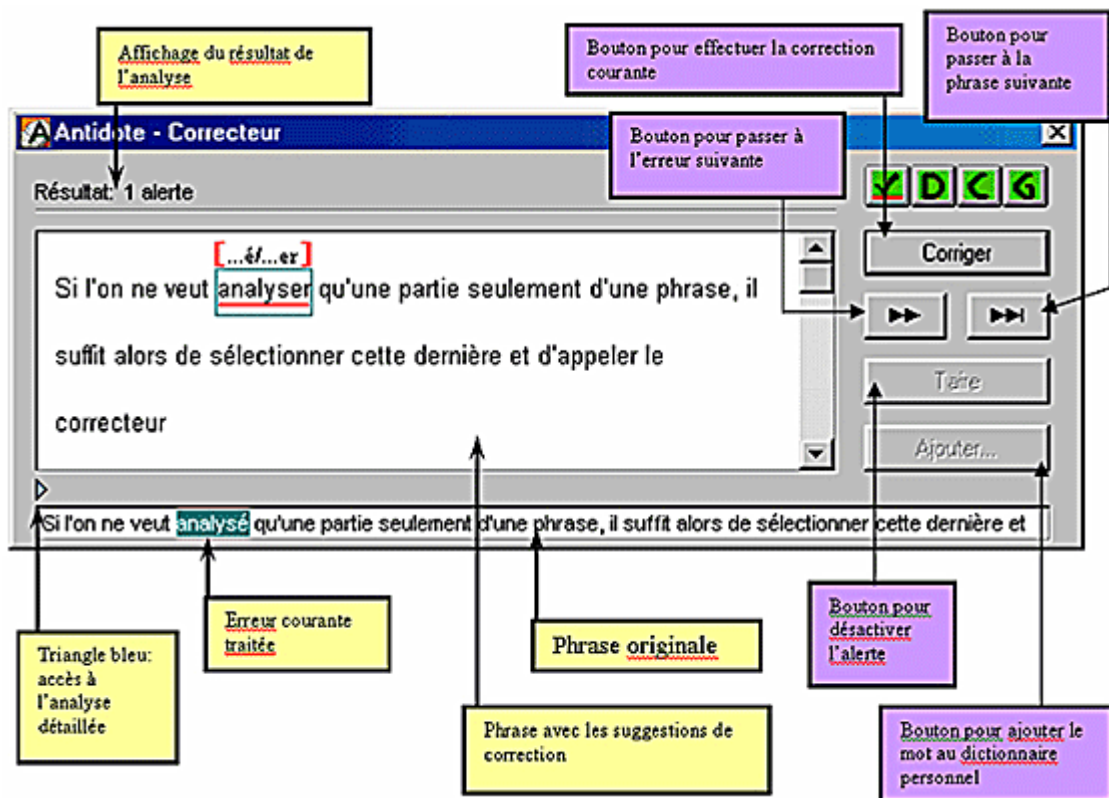 Affichage du résultat de
l'analyse
Bouton pour effectuer la correction
courante
Bouton pour
passer à la
phrase suivante
Antidote - Correcteur
Bouton pour passer à
l'erreur suivante
Résultat: 1 alerte
D C G
[...é/...er]
Corriger
Si l'on ne veut analyser qu'une partie seulement d'une phrase, il
suffit alors de sélectionner cette dernière et d'appeler le
Taire
correcteur
Ajouter...
Si l'on ne veut analysé qu'une partie seulement d'une phrase, il suffit alors de sélectionner cette dernière et
Triangle bleu:
accès à
l'analyse
détaillée
Erreur courante
traitée
Phrase originale
Bouton pour
désactiver
l'alerte
Phrase avec les suggestions de
correction
Bouton pour ajouter le
mot au dictionnaire
personnel